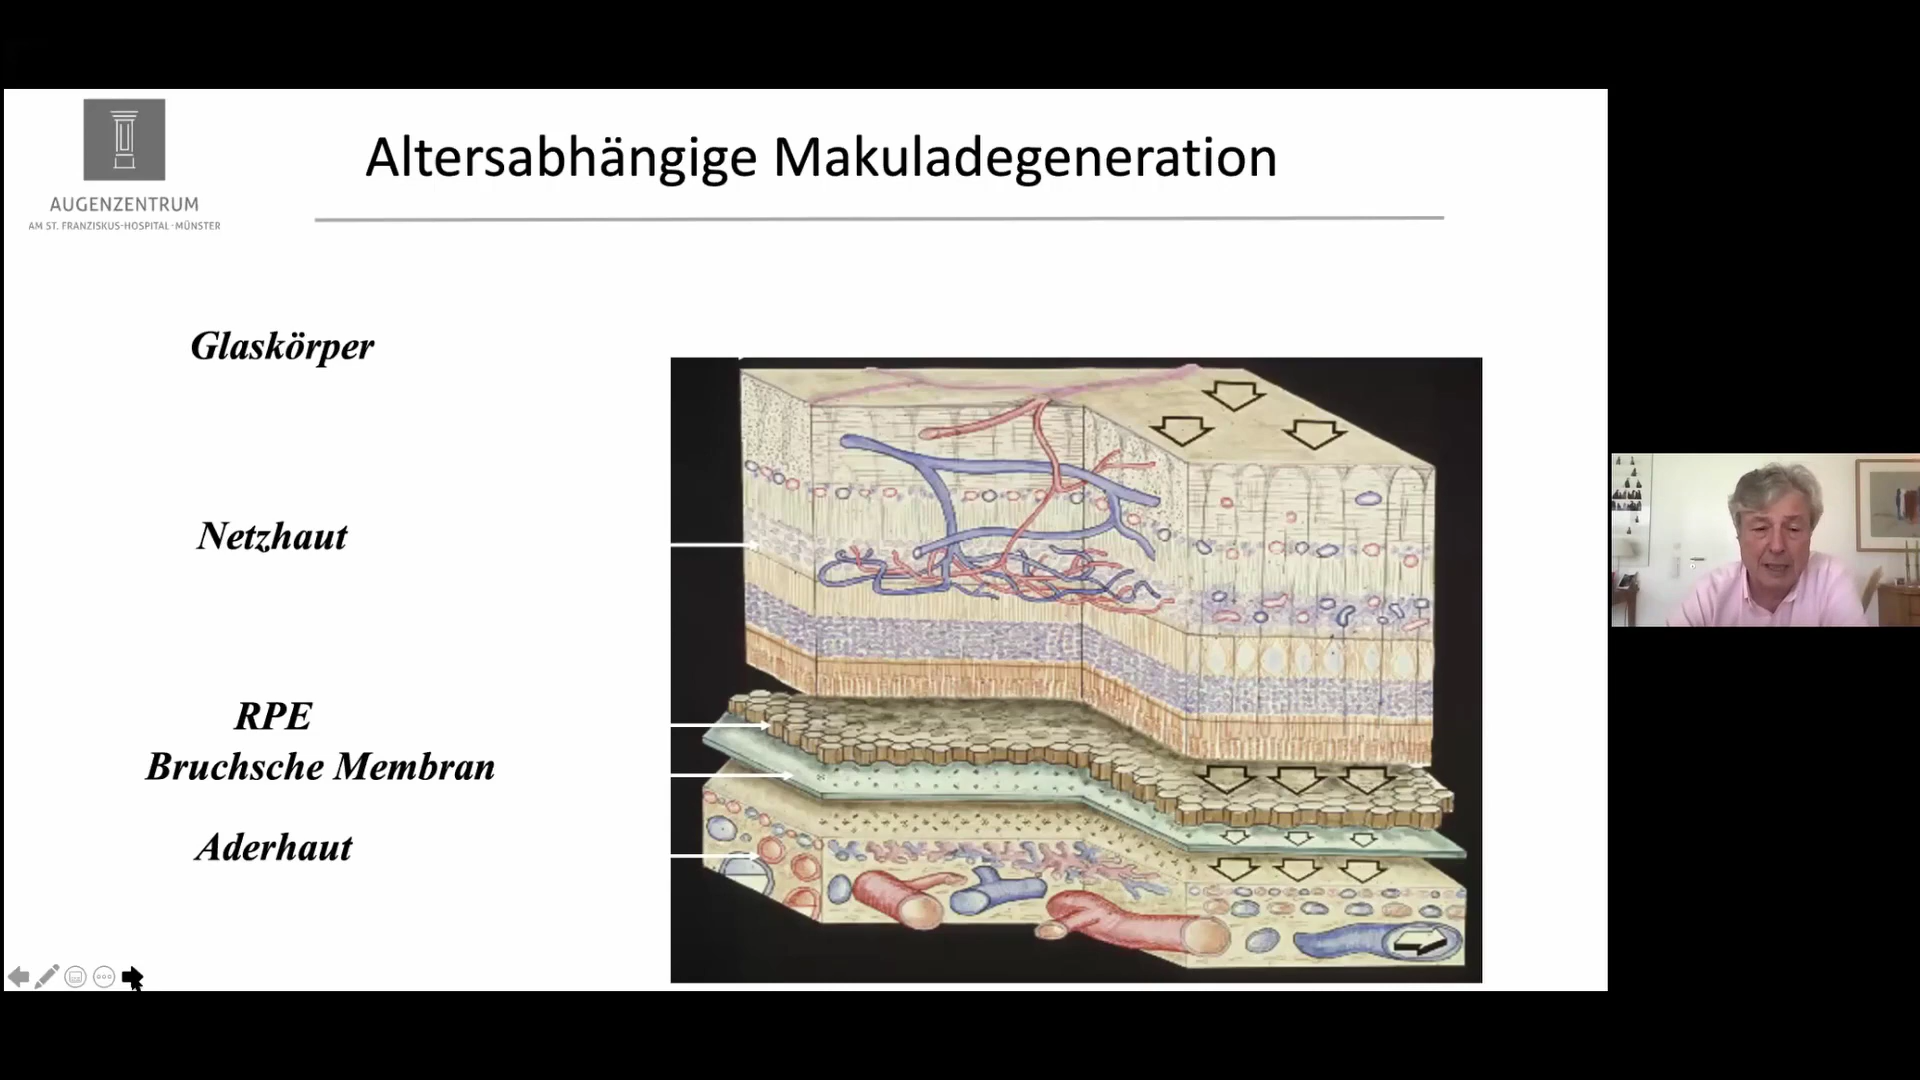 AUGENZENTRUM
AM ST. FRANZISKUS-HOSPITAL-MÜNSTER
Altersabhängige Makuladegeneration
Glaskörper
Netzhaut
RPE
Bruchsche Membran
Aderhaut